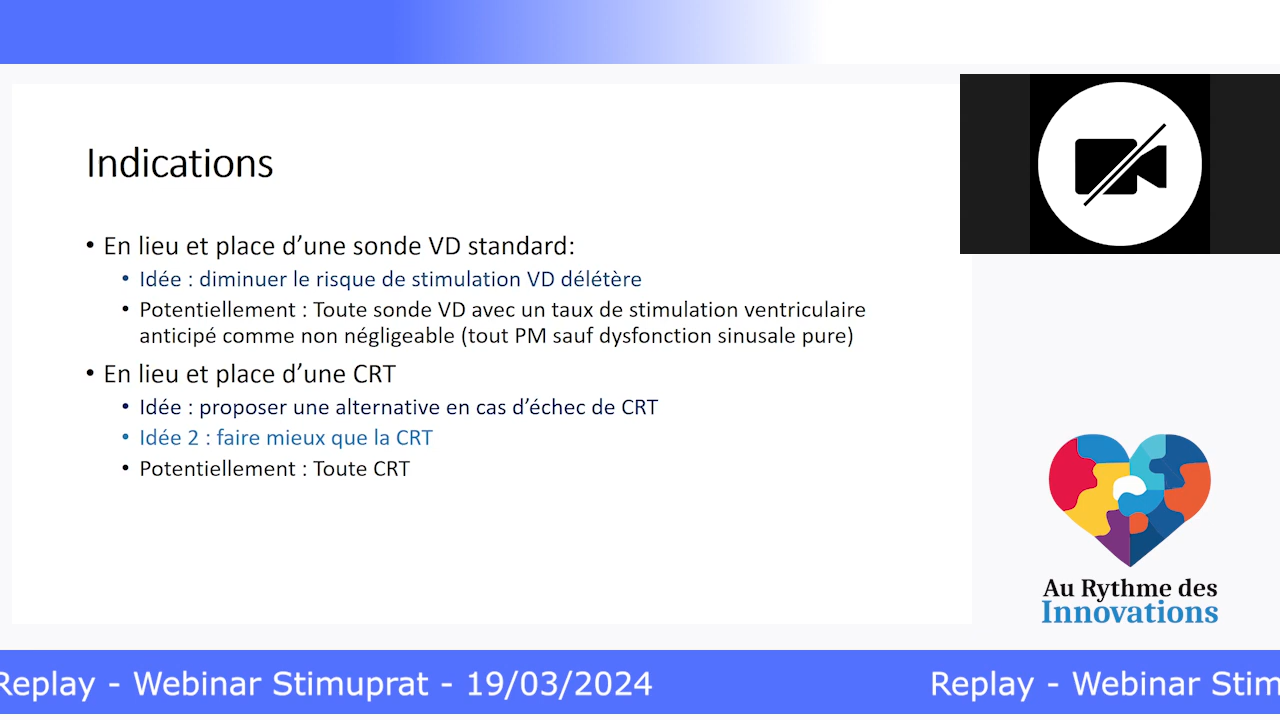 Indications
• En lieu et place d’une sonde VD standard:
• Idée : diminuer le risque de stimulation VD délétère
• Potentiellement : Toute sonde VD avec un taux de stimulation ventriculaire
anticipé comme non négligeable (tout PM sauf dysfonction sinusale pure)
• En lieu et place d’une CRT
• Idée : proposer une alternative en cas d’échec de CRT
• Idée 2 : faire mieux que la CRT
• Potentiellement : Toute CRT
Au Rythme des
Innovations
Replay - Webinar Stimuprat - 19/03/2024
Replay - Webinar Stim